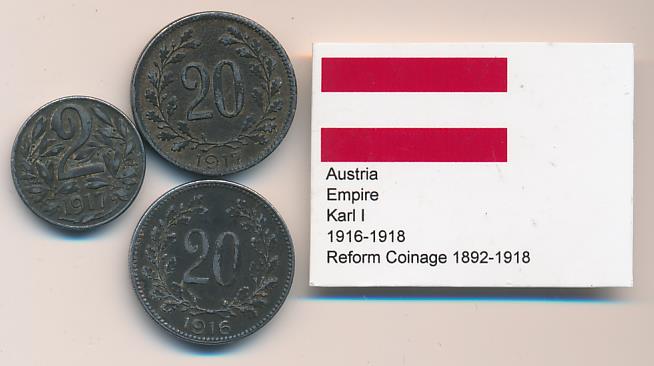 20
1917
2
1917
20
1916
Austria
Empire
Karl I
1916-1918
Reform Coinage 1892-1918